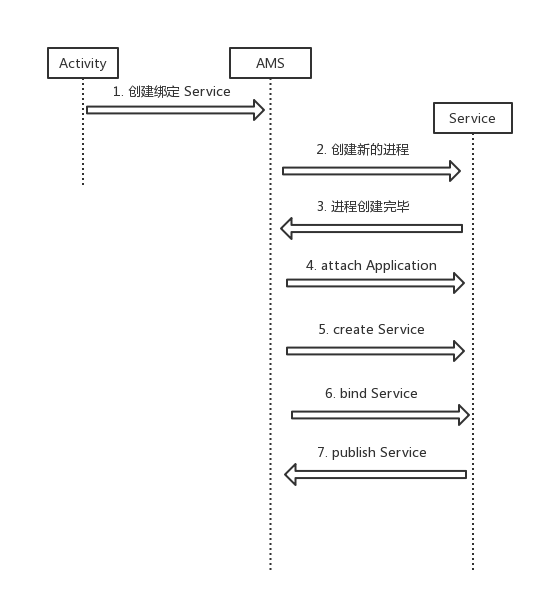 Activity
AMS
1. 创建绑定 Service
Service
2. 创建新的进程
3. 进程创建完毕
4. attach Application
5. create Service
6. bind Service
7. publish Service